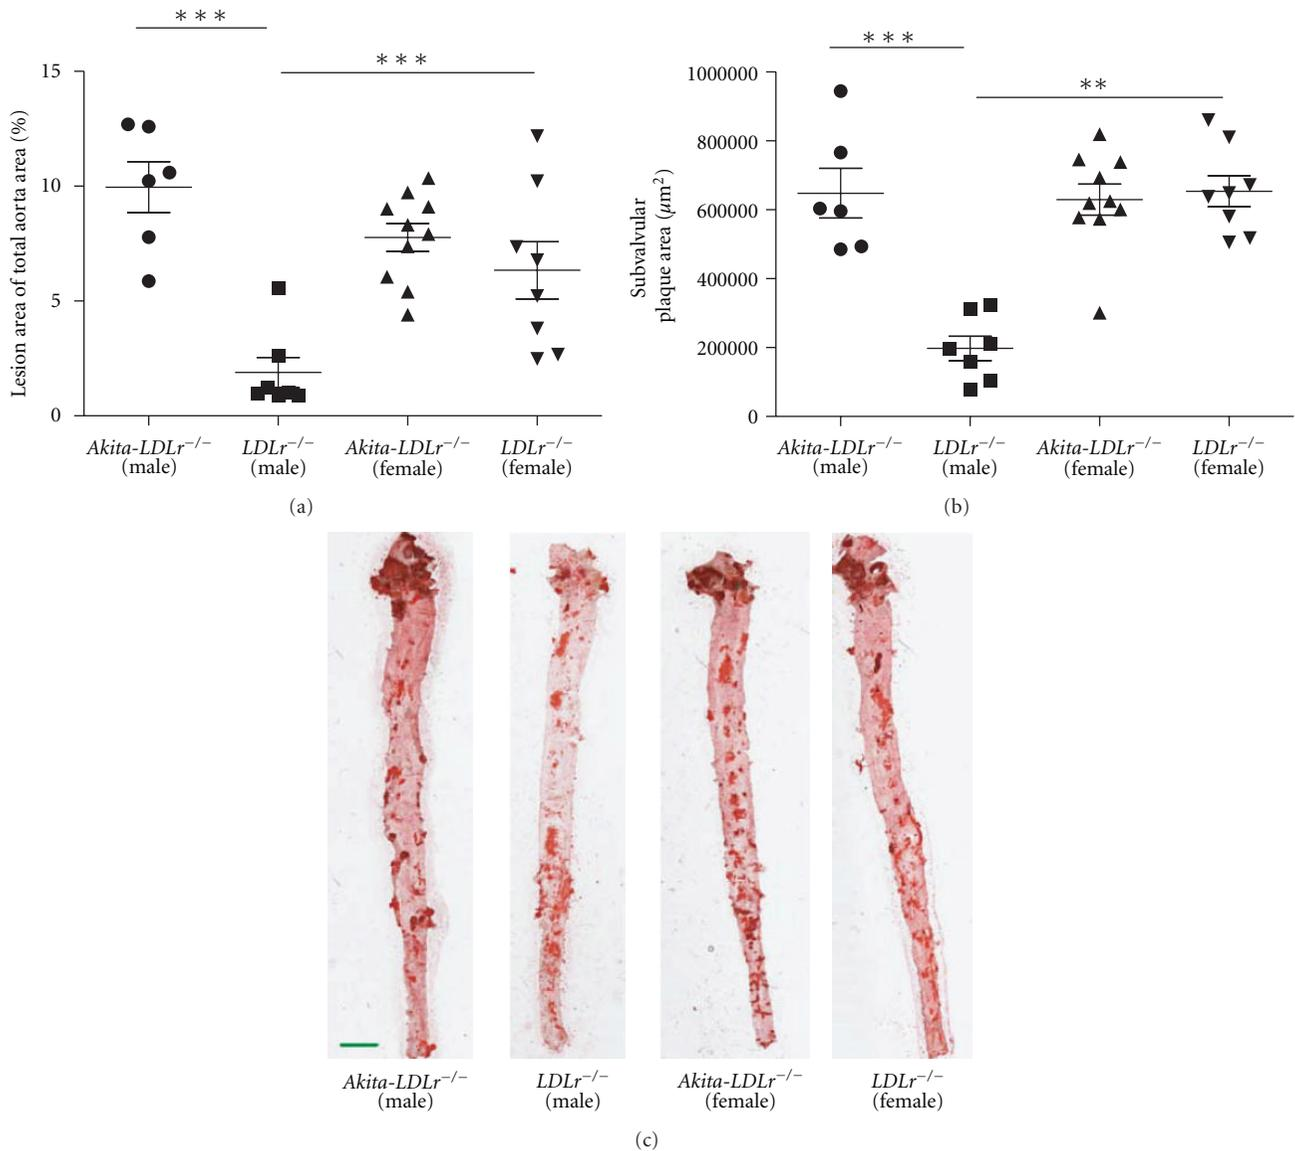 ∗∗∗
∗∗∗
15
10
5
0
Lesion area of total aorta area (%)
Akita-LDLr−/−
(male)
LDLr−/−
(male)
Akita-LDLr−/−
(female)
LDLr−/−
(female)
(a)
∗∗∗
∗∗
1000000
800000
600000
400000
200000
0
Subvalvular
plaque area (μm2)
Akita-LDLr−/−
(male)
LDLr−/−
(male)
Akita-LDLr−/−
(female)
LDLr−/−
(female)
(b)
Akita-LDLr−/−
(male)
LDLr−/−
(male)
Akita-LDLr−/−
(female)
LDLr−/−
(female)
(c)